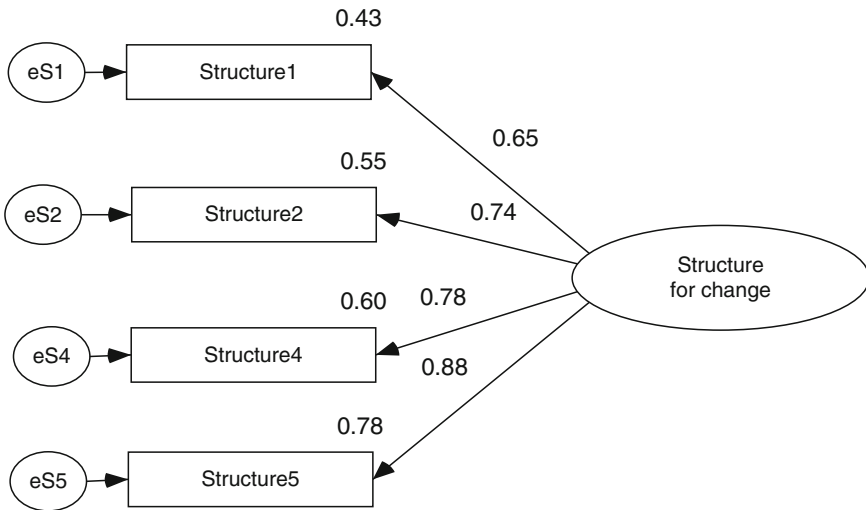 0.43
eS1
Structure1
0.65
0.55
eS2
Structure2
0.74
Structure
for change
0.60
0.78
eS4
Structure4
0.88
0.78
eS5
Structure5